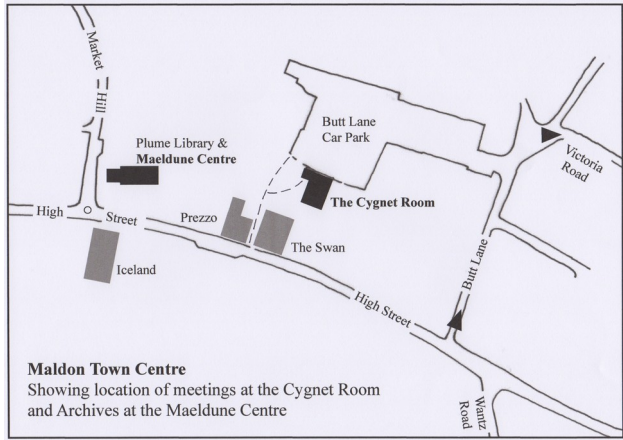 Market
Hill
Plume Library &
Maeldune Centre
Butt Lane
Car Park
Victoria
Road
The Cygnet Room
High
Street
Prezzo
The Swan
Iceland
Butt Lane
High Street
Wantz
Road
Maldon Town Centre
Showing location of meetings at the Cygnet Room
and Archives at the Maeldune Centre